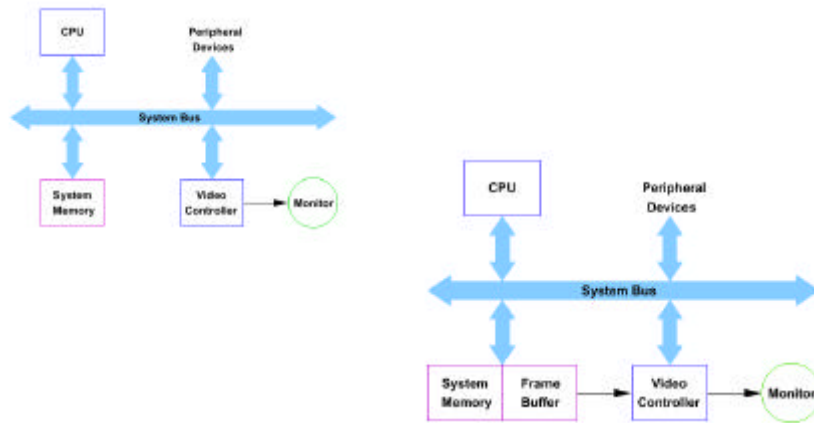 CPU
Peripheral
Devices
System Bus
System
Memory
Video
Controller
Monitor
CPU
Peripheral
Devices
System Bus
System
Memory
Frame
Buffer
Video
Controller
Monitor